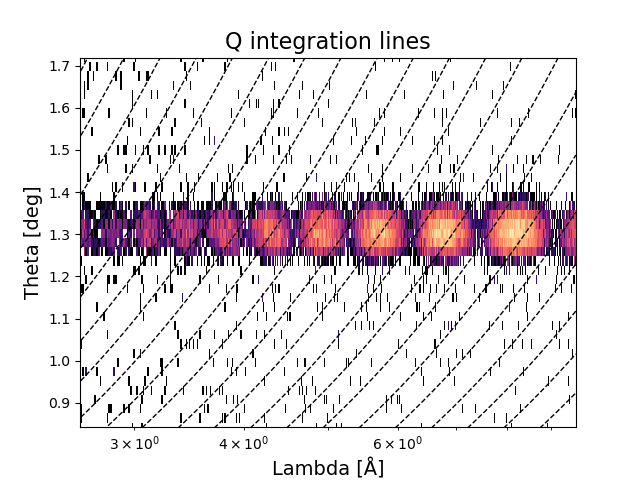 Q integration lines
1.7
1.6
1.5
1.4
1.3
1.2
1.1
1.0
0.9
Theta [deg]
3 × 10⁰
4 × 10⁰
6 × 10⁰
Lambda [Å]